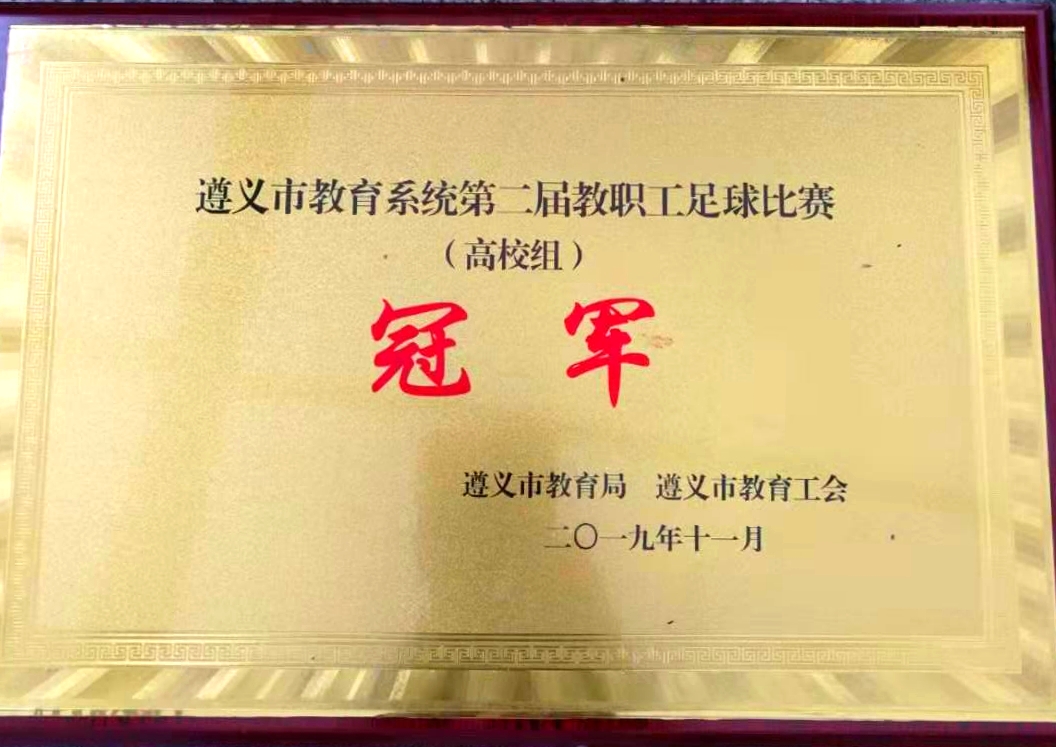 遵义市教育系统第二届教职工足球比赛
（高校组）
冠军
遵义市教育局 遵义市教育工会
二〇一九年十一月